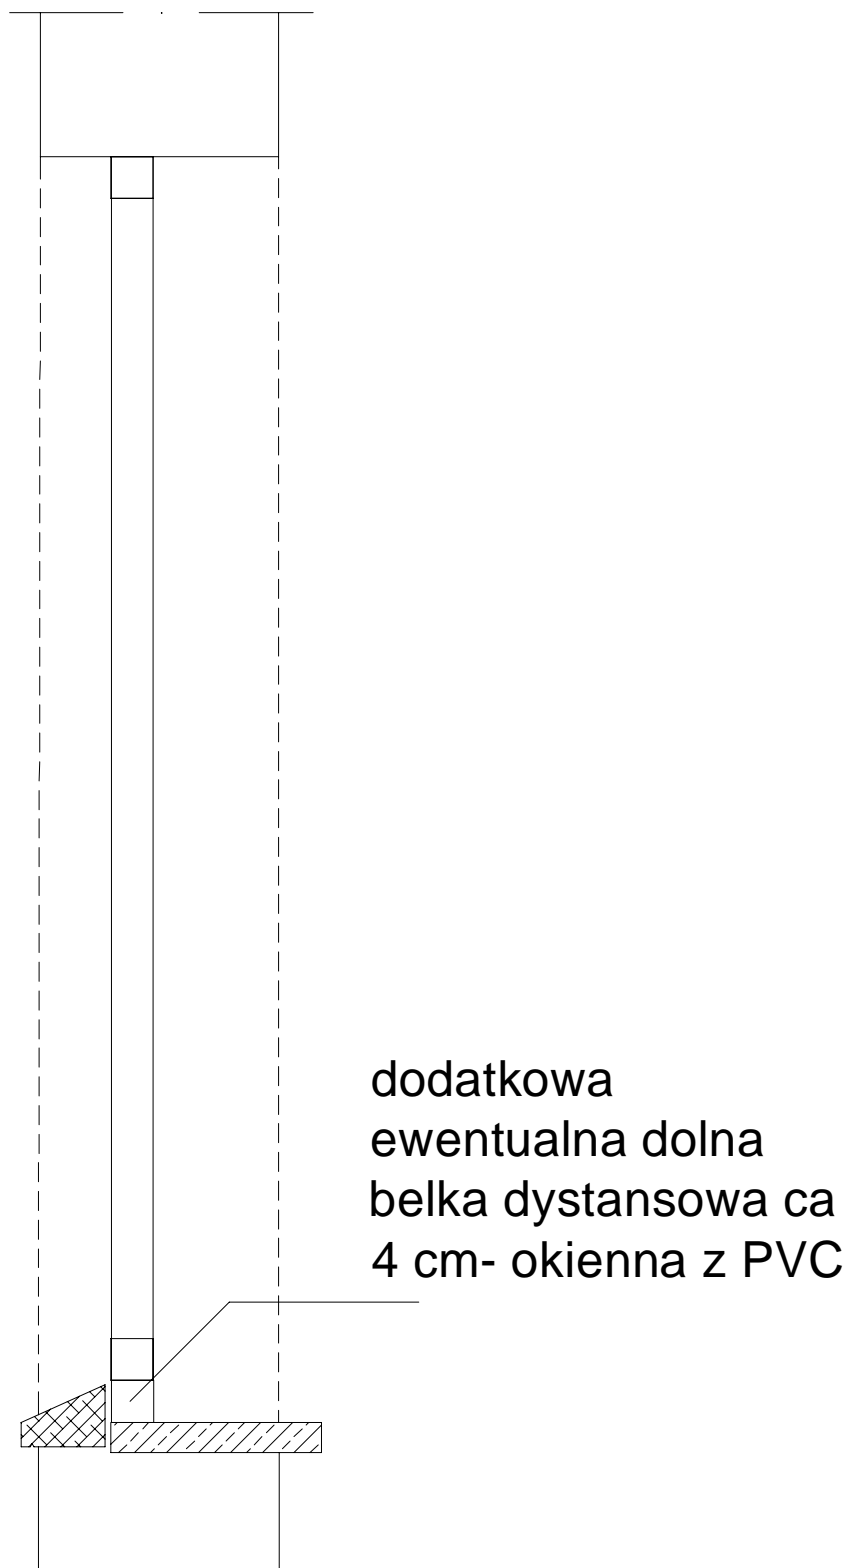 dodatkowa
ewentualna dolna
belka dystansowa ca
4 cm- okienna z PVC